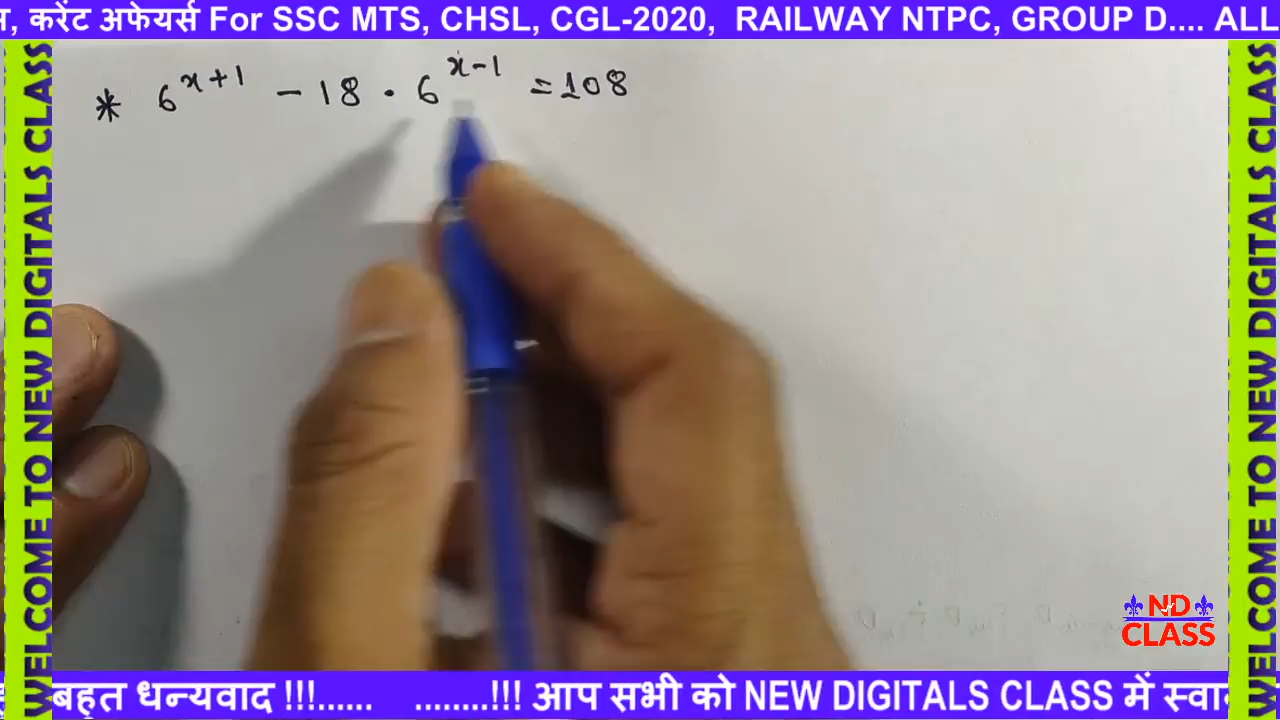 , करेंट अफेयर्स For SSC MTS, CHSL, CGL-2020, RAILWAY NTPC, GROUP D.... ALL
* 6^{x+1} - 18 · 6^{x-1} = 108
WELCOME TO NEW DIGITALS CLASS
WELCOME TO NEW DIGITALS CLASS
ND
CLASS
बहुत धन्यवाद !!!...... ........!!! आप सभी को NEW DIGITALS CLASS में